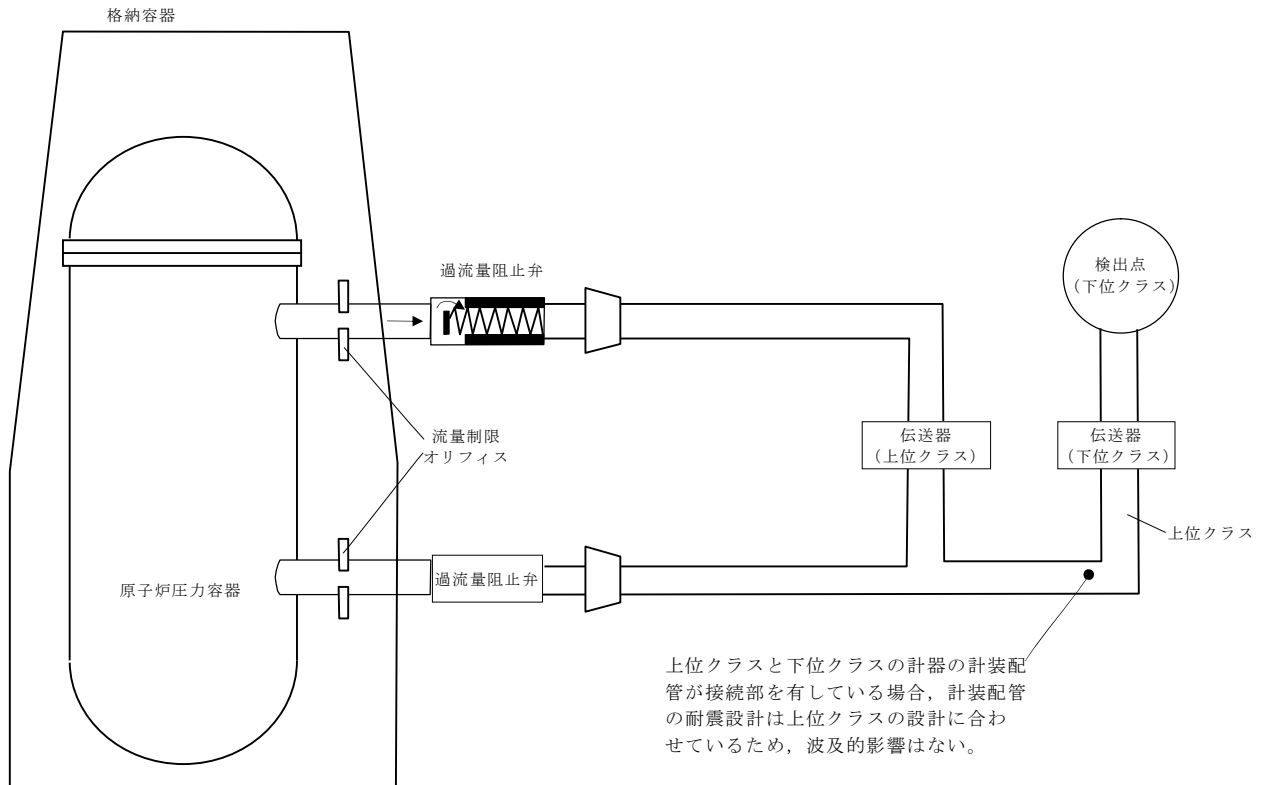 格納容器
過流量阻止弁
検出点
(下位クラス)
流量制限
オリフィス
伝送器
(上位クラス)
伝送器
(下位クラス)
上位クラス
過流量阻止弁
原子炉圧力容器
上位クラスと下位クラスの計器の計装配
管が接続部を有している場合，計装配管
の耐震設計は上位クラスの設計に合わ
せているため，波及的影響はない。